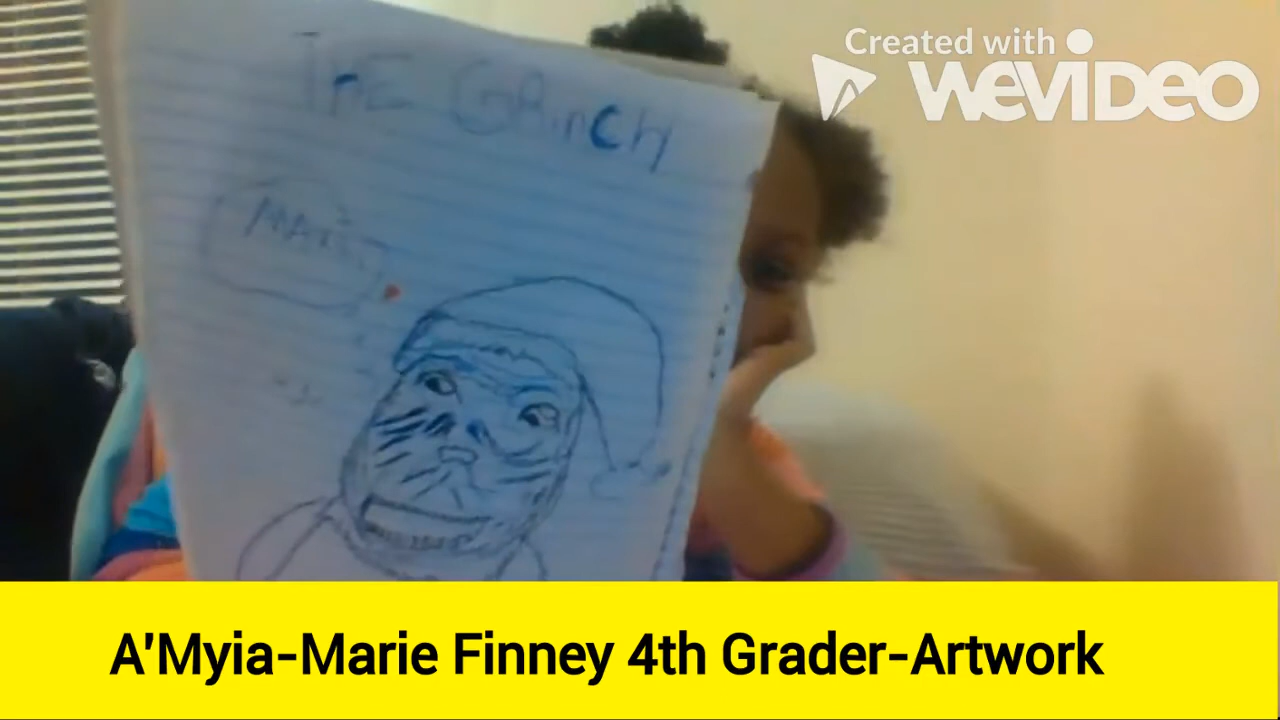 Created with
WEVIDEO
THE GRinCH
A'Myia-Marie Finney 4th Grader-Artwork